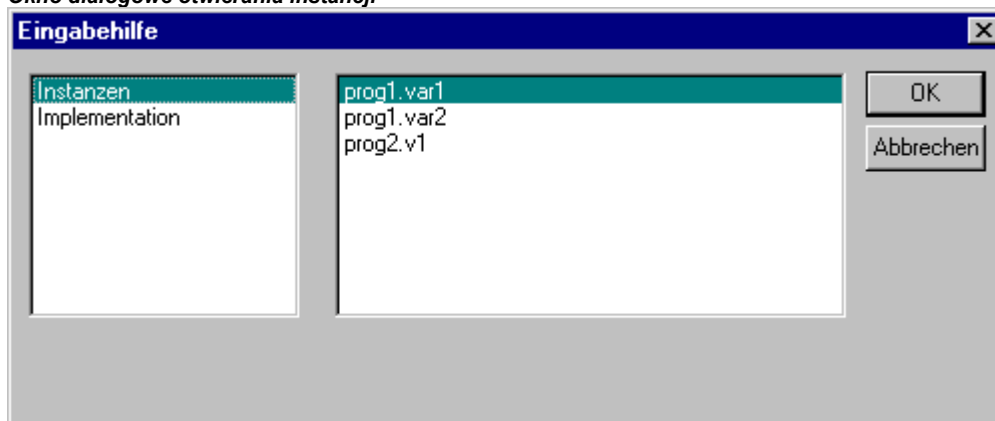 Okno dialogowe otwierania instancji
Eingabehilfe
Instanzen
Implementation
prog1.var1
prog1.var2
prog2.v1
OK
Abbrechen